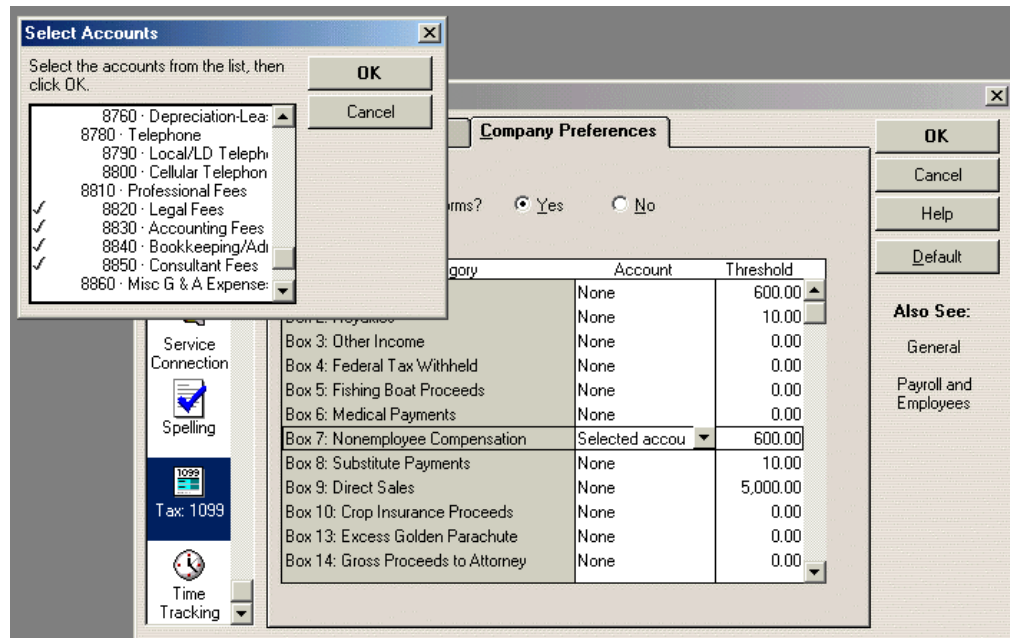 Select Accounts
Select the accounts from the list, then
click OK.
OK
Cancel
8760 · Depreciation-Lea
8780 · Telephone
8790 · Local/LD Teleph
8800 · Cellular Telephon
8810 · Professional Fees
8820 · Legal Fees
8830 · Accounting Fees
8840 · Bookkeeping/Ad
8850 · Consultant Fees
8860 · Misc G & A Expense
Company Preferences
OK
Cancel
Help
Default
Also See:
General
Payroll and
Employees
rms? Yes No
gory Account Threshold
None 600.00
None 10.00
Box 3: Other Income None 0.00
Box 4: Federal Tax Withheld None 0.00
Box 5: Fishing Boat Proceeds None 0.00
Box 6: Medical Payments None 0.00
Box 7: Nonemployee Compensation Selected accou 600.00
Box 8: Substitute Payments None 10.00
Box 9: Direct Sales None 5,000.00
Box 10: Crop Insurance Proceeds None 0.00
Box 13: Excess Golden Parachute None 0.00
Box 14: Gross Proceeds to Attorney None 0.00
Service
Connection
Spelling
1099
Tax: 1099
Time
Tracking